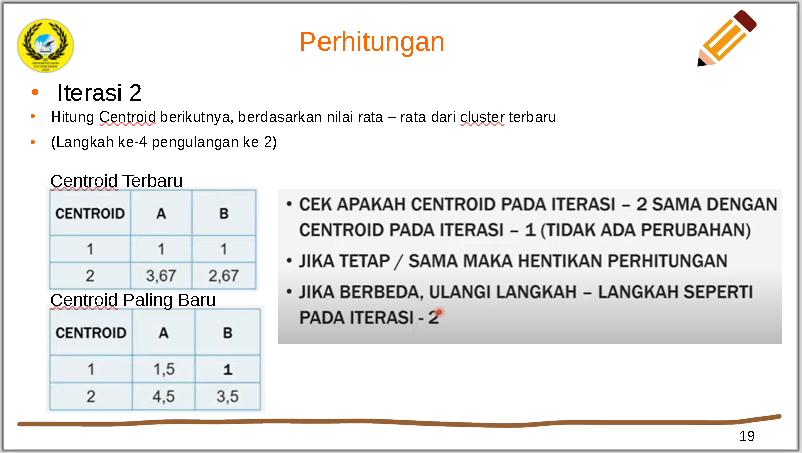 Perhitungan
Iterasi 2
Hitung Centroid berikutnya, berdasarkan nilai rata – rata dari cluster terbaru
(Langkah ke-4 pengulangan ke 2)
Centroid Terbaru
CENTROID A B
1 1 1
2 3,67 2,67
Centroid Paling Baru
CENTROID A B
1 1,5 1
2 4,5 3,5
• CEK APAKAH CENTROID PADA ITERASI – 2 SAMA DENGAN
CENTROID PADA ITERASI – 1 (TIDAK ADA PERUBAHAN)
• JIKA TETAP / SAMA MAKA HENTIKAN PERHITUNGAN
• JIKA BERBEDA, ULANGI LANGKAH – LANGKAH SEPERTI
PADA ITERASI - 2
19